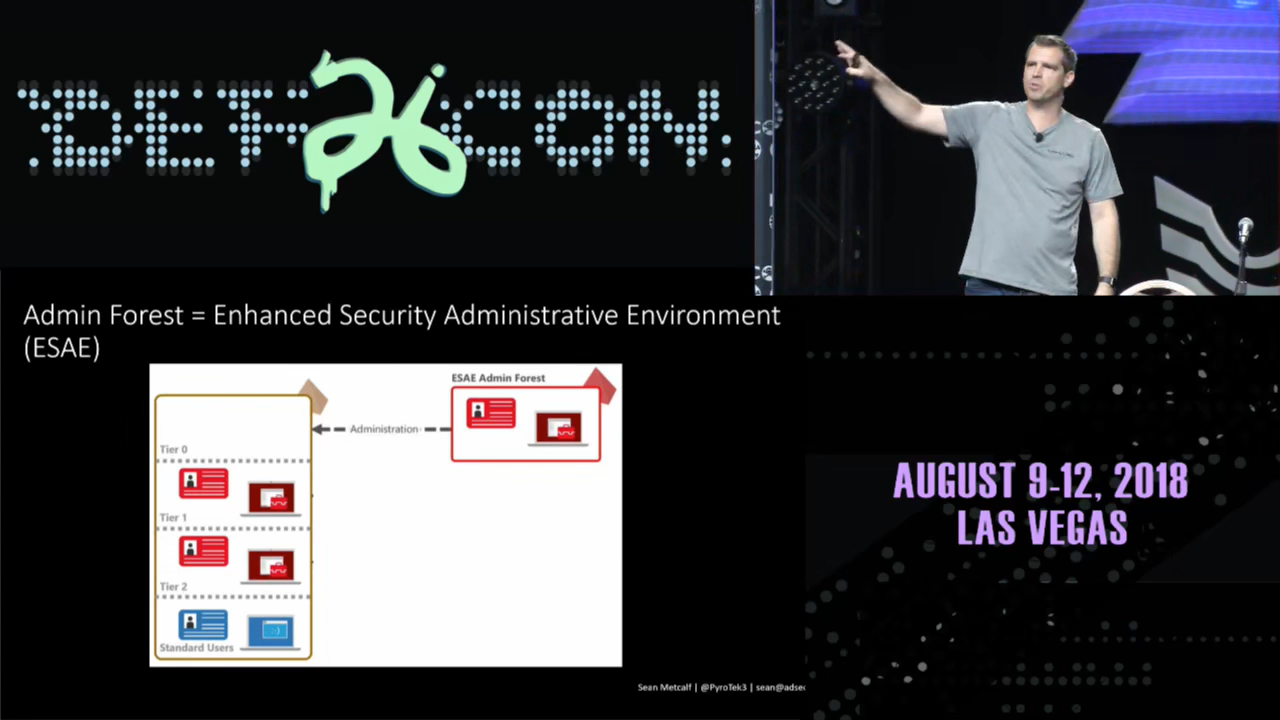 DEF 26 CON
Admin Forest = Enhanced Security Administrative Environment
(ESAE)
ESAE Admin Forest
Administration
Tier 0
Tier 1
Tier 2
Standard Users
Sean Metcalf | @PyroTek3 | sean@adsec
AUGUST 9-12, 2018
LAS VEGAS